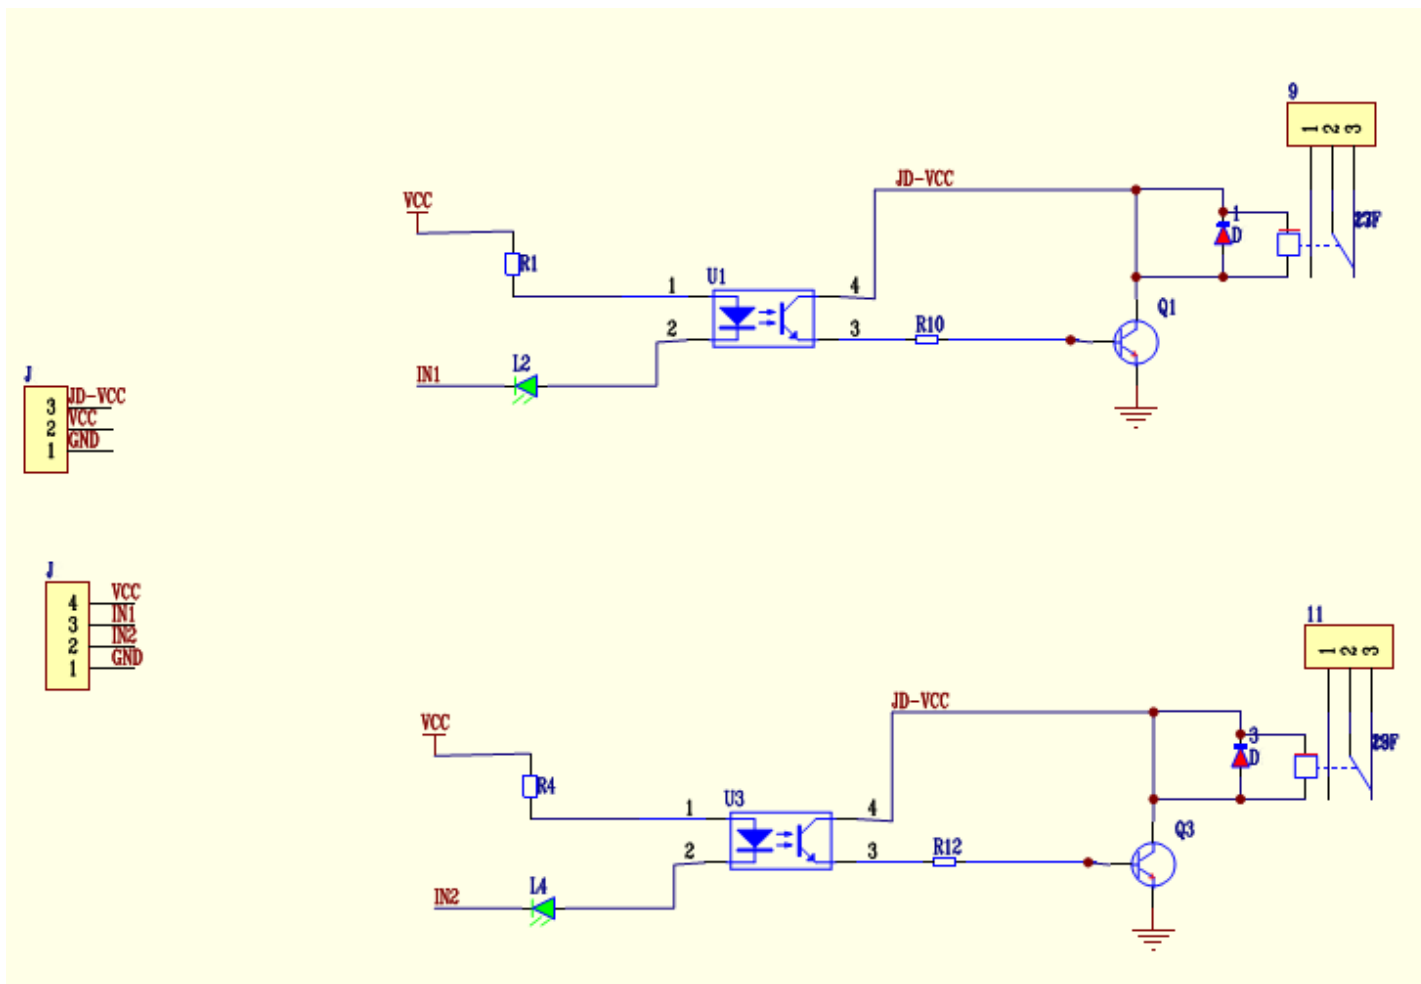 9
1 2 3
JD-VCC
VCC
1
D
R1
U1
1
4
Q1
2
3
R10
L2
IN1
J
3 JD-VCC
2 VCC
1 GND
J
4 VCC
3 IN1
2 IN2
1 GND
11
1 2 3
JD-VCC
VCC
3
D
R4
U3
1
4
Q3
2
3
R12
L4
IN2